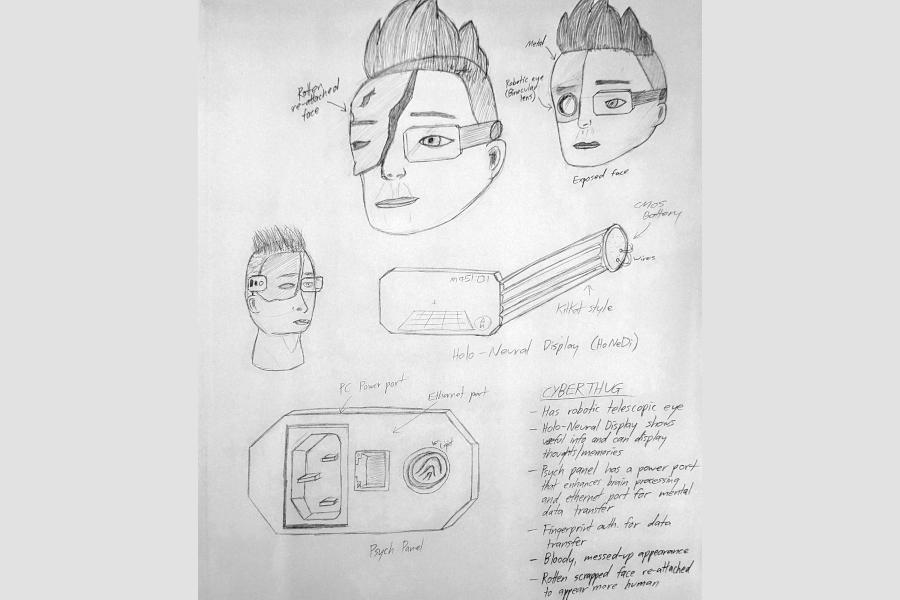 Rotten
re-attached
face
Metal
Robotic eye
(Binocular
lens)
Exposed face
CMOS
Battery
wires
KitKat style
Holo-Neural Display (HoNeDi)
PC Power port
Ethernet port
Light
Psych Panel
CYBERTHUG
- Has robotic telescopic eye
- Holo-Neural Display shows
useful info and can display
thoughts/memories
- Psych panel has a power port
that enhances brain processing
and ethernet port for mental
data transfer
- Fingerprint auth. for data
transfer
- Bloody, messed-up appearance
- Rotten scrapped face re-attached
to appear more human